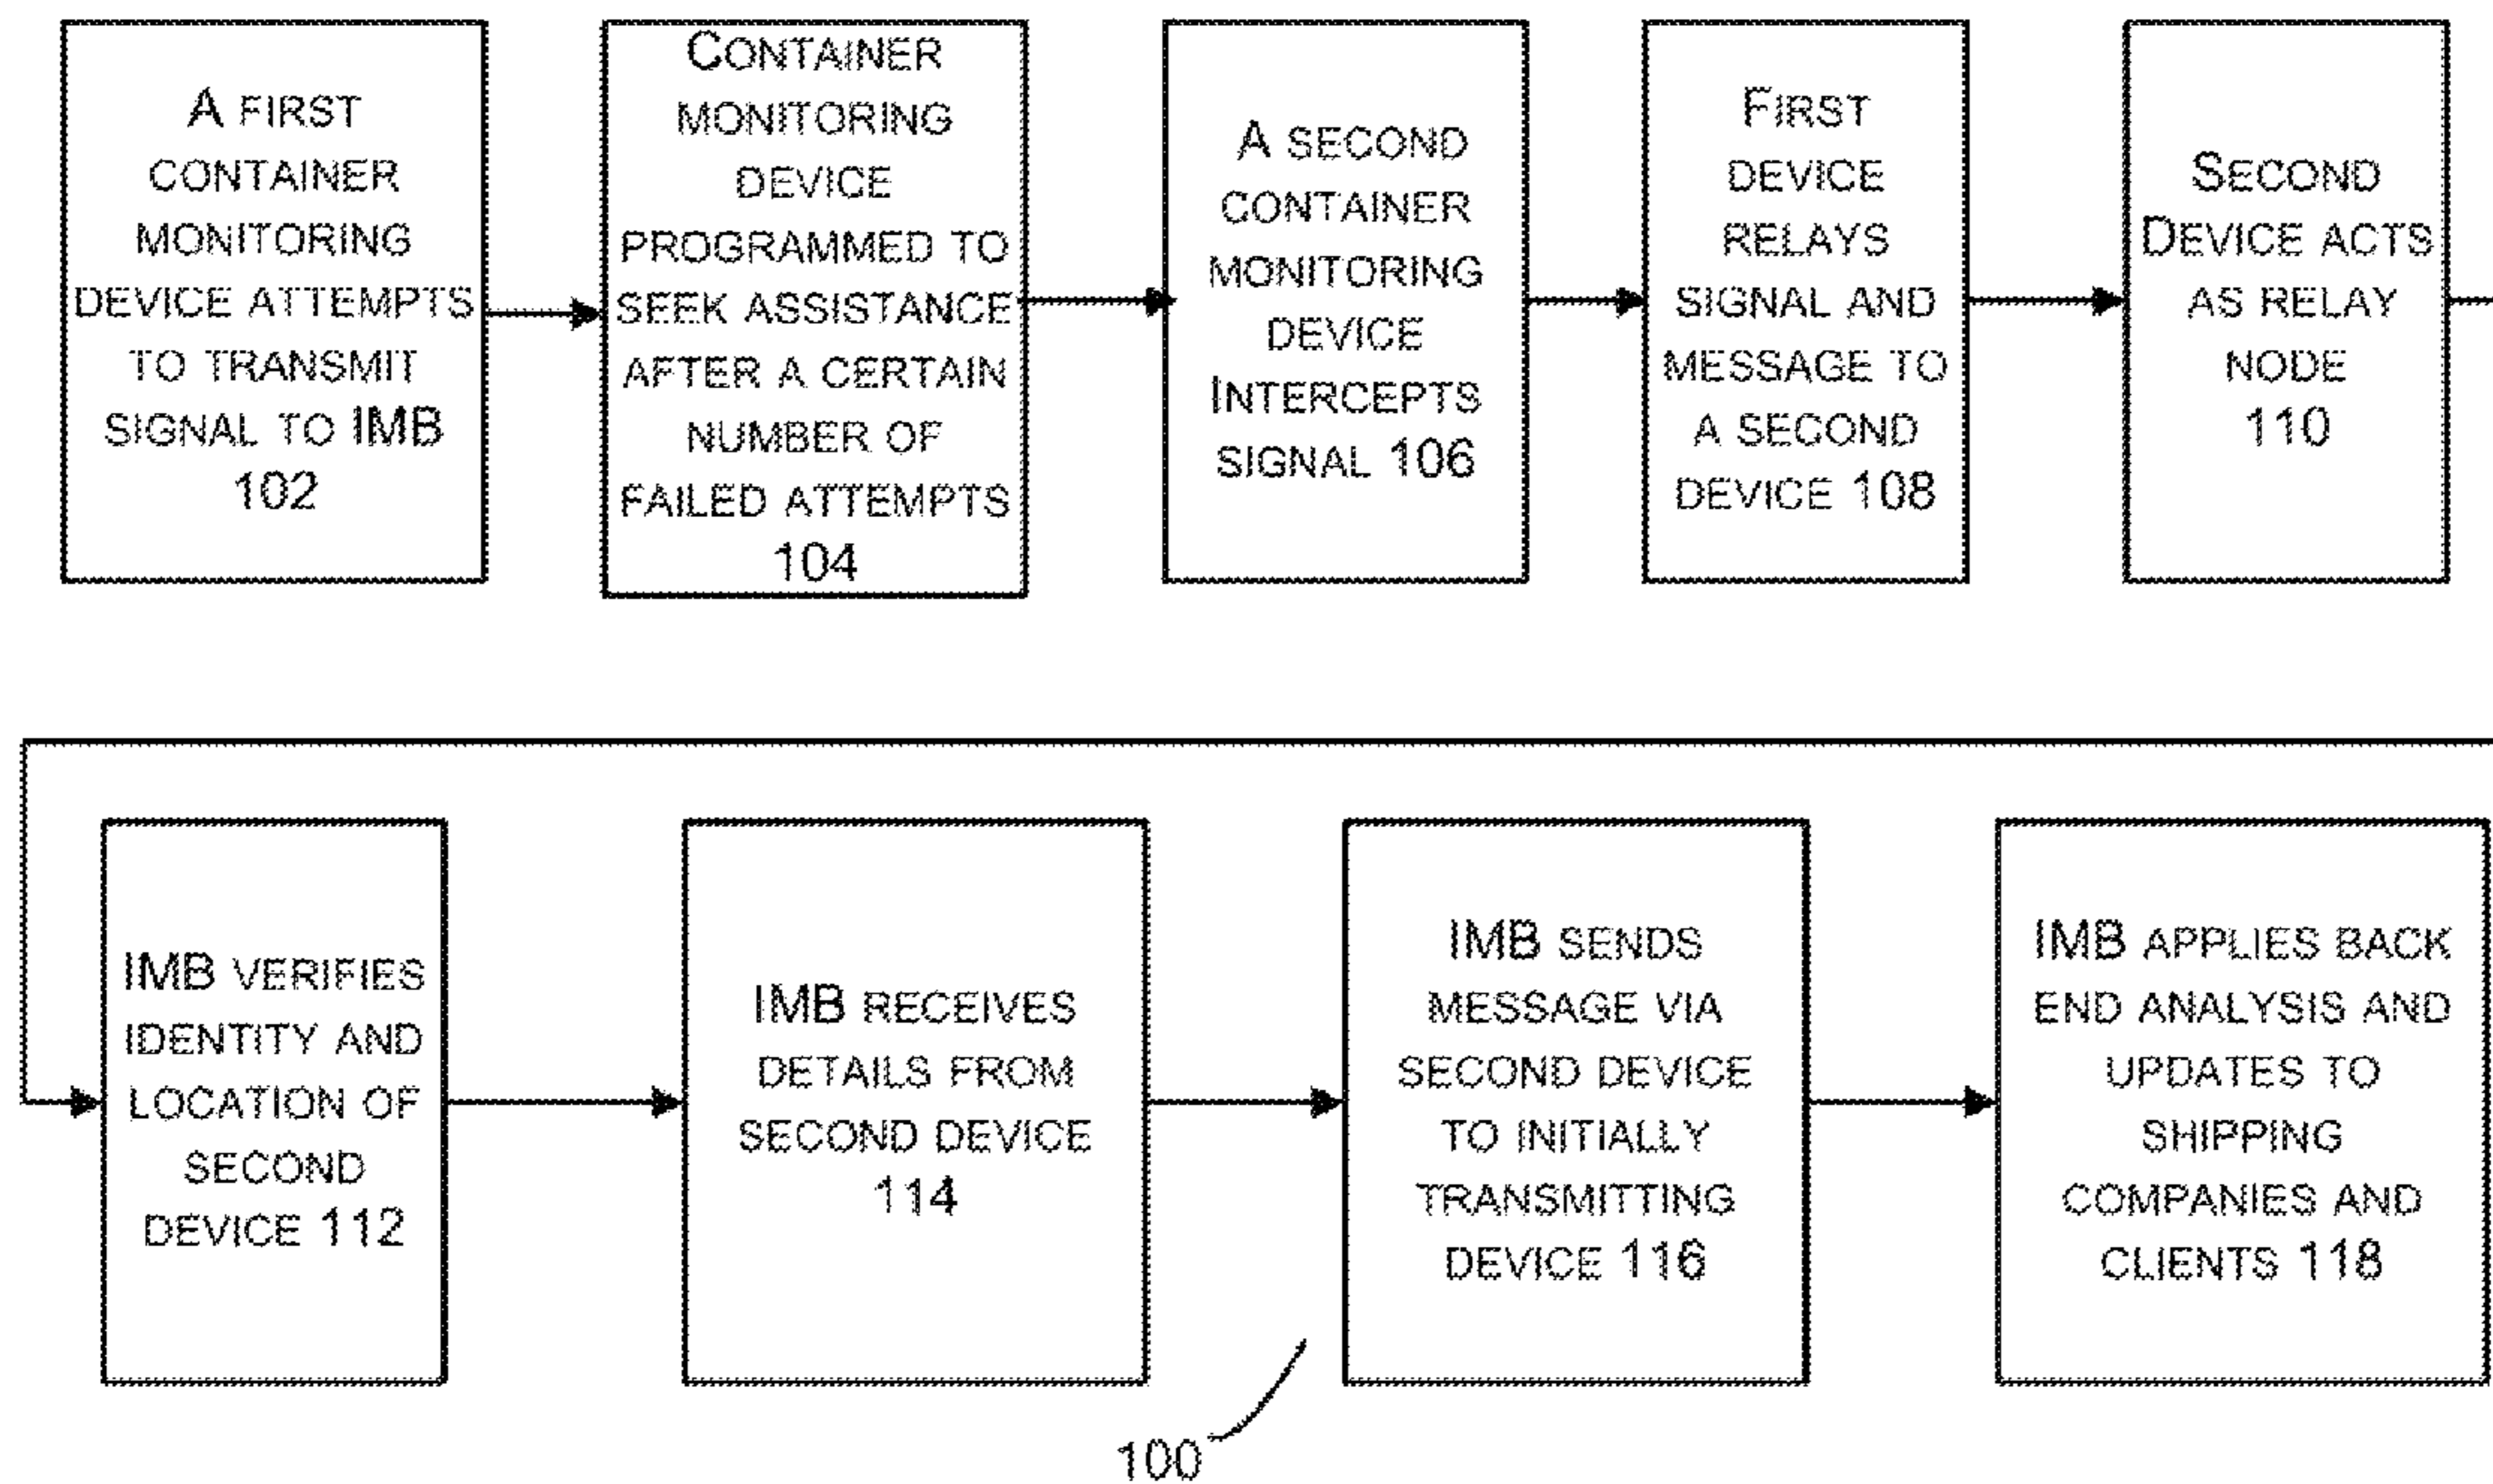 A FIRST
CONTAINER
MONITORING
DEVICE ATTEMPTS
TO TRANSMIT
SIGNAL TO IMB
102
CONTAINER
MONITORING
DEVICE
PROGRAMMED TO
SEEK ASSISTANCE
AFTER A CERTAIN
NUMBER OF
FAILED ATTEMPTS
104
A SECOND
CONTAINER
MONITORING
DEVICE
INTERCEPTS
SIGNAL 106
FIRST
DEVICE
RELAYS
SIGNAL AND
MESSAGE TO
A SECOND
DEVICE 108
SECOND
DEVICE ACTS
AS RELAY
NODE
110
IMB VERIFIES
IDENTITY AND
LOCATION OF
SECOND
DEVICE 112
IMB RECEIVES
DETAILS FROM
SECOND DEVICE
114
IMB SENDS
MESSAGE VIA
SECOND DEVICE
TO INITIALLY
TRANSMITTING
DEVICE 116
IMB APPLIES BACK
END ANALYSIS AND
UPDATES TO
SHIPPING
COMPANIES AND
CLIENTS 118
100